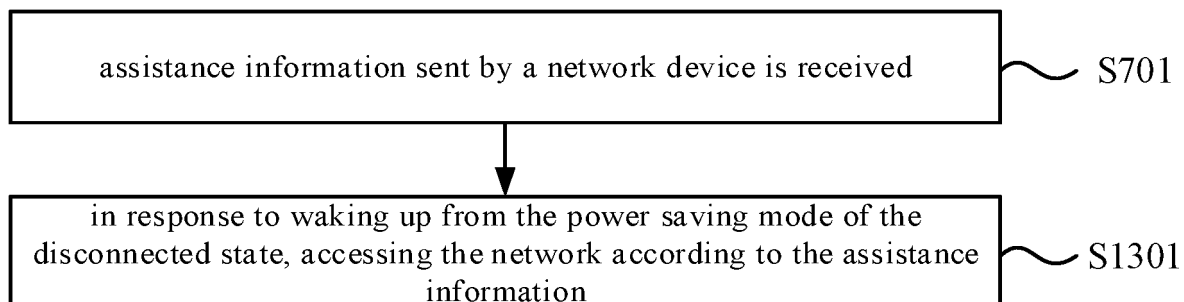 assistance information sent by a network device is received
S701
in response to waking up from the power saving mode of the
disconnected state, accessing the network according to the assistance
information
S1301